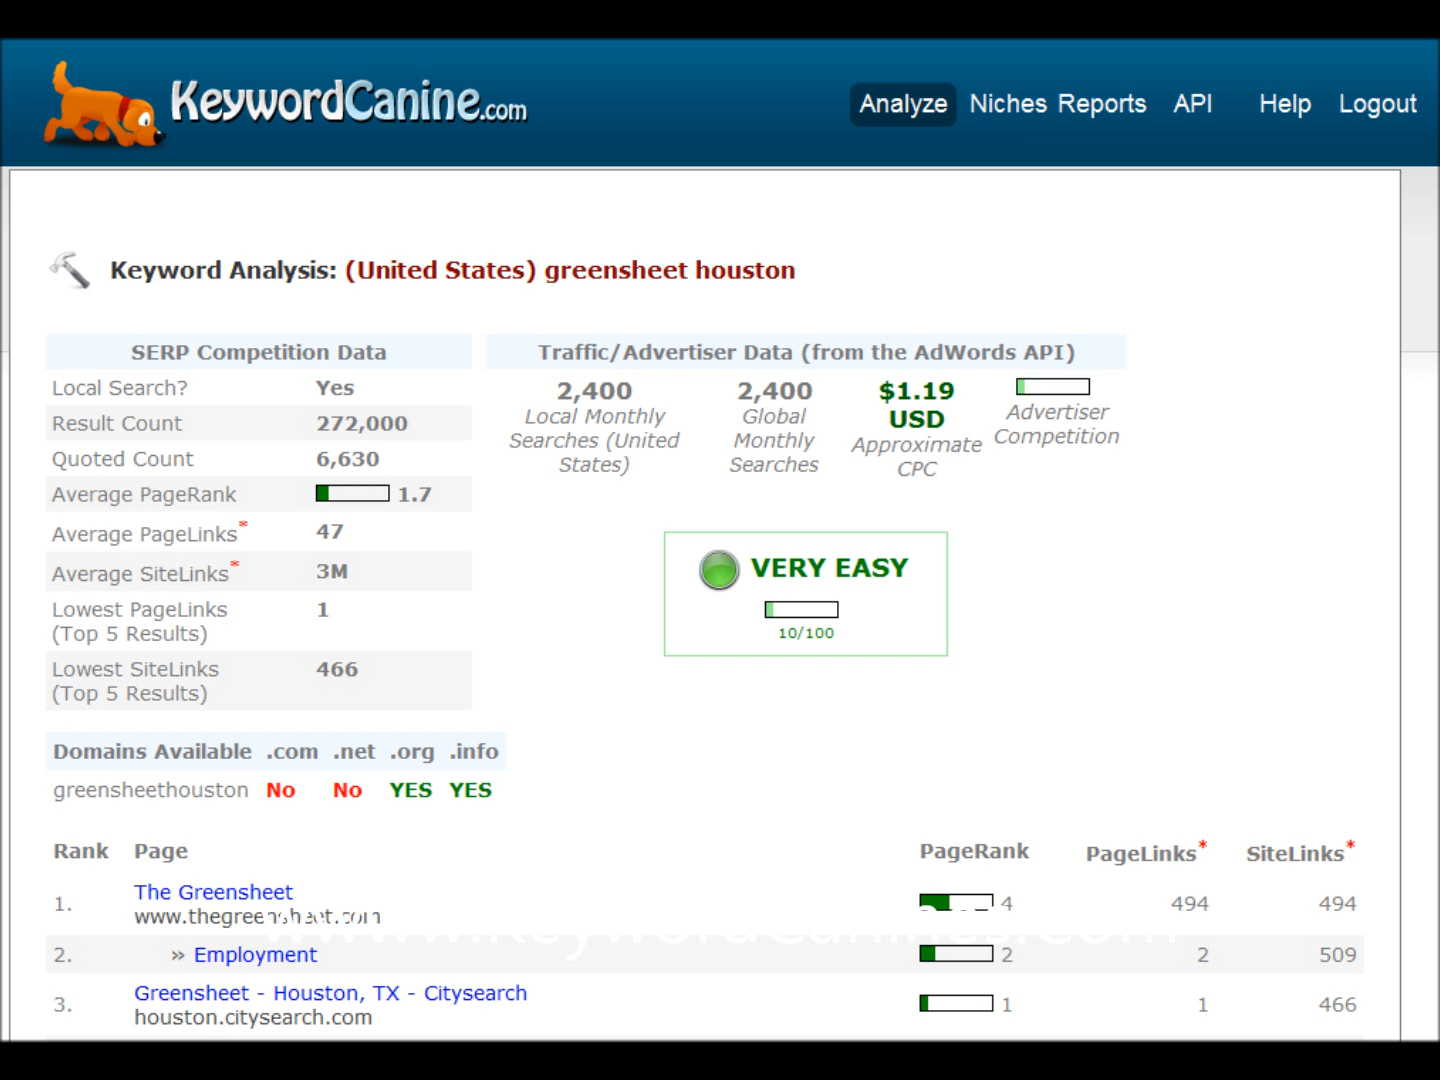 KeywordCanine.com
Analyze Niches Reports API Help Logout
Keyword Analysis: (United States) greensheet houston
SERP Competition Data
Local Search? Yes
Result Count 272,000
Quoted Count 6,630
Average PageRank 1.7
Average PageLinks* 47
Average SiteLinks* 3M
Lowest PageLinks 1
(Top 5 Results)
Lowest SiteLinks 466
(Top 5 Results)
Traffic/Advertiser Data (from the AdWords API)
2,400
Local Monthly
Searches (United
States)
2,400
Global
Monthly
Searches
$1.19
USD
Approximate
CPC
Advertiser
Competition
VERY EASY
10/100
Domains Available .com .net .org .info
greensheethouston No No YES YES
Rank Page PageRank PageLinks* SiteLinks*
1. The Greensheet 4 494 494
www.thegreensheet.com
2. » Employment 2 2 509
3. Greensheet - Houston, TX - Citysearch 1 1 466
houston.citysearch.com